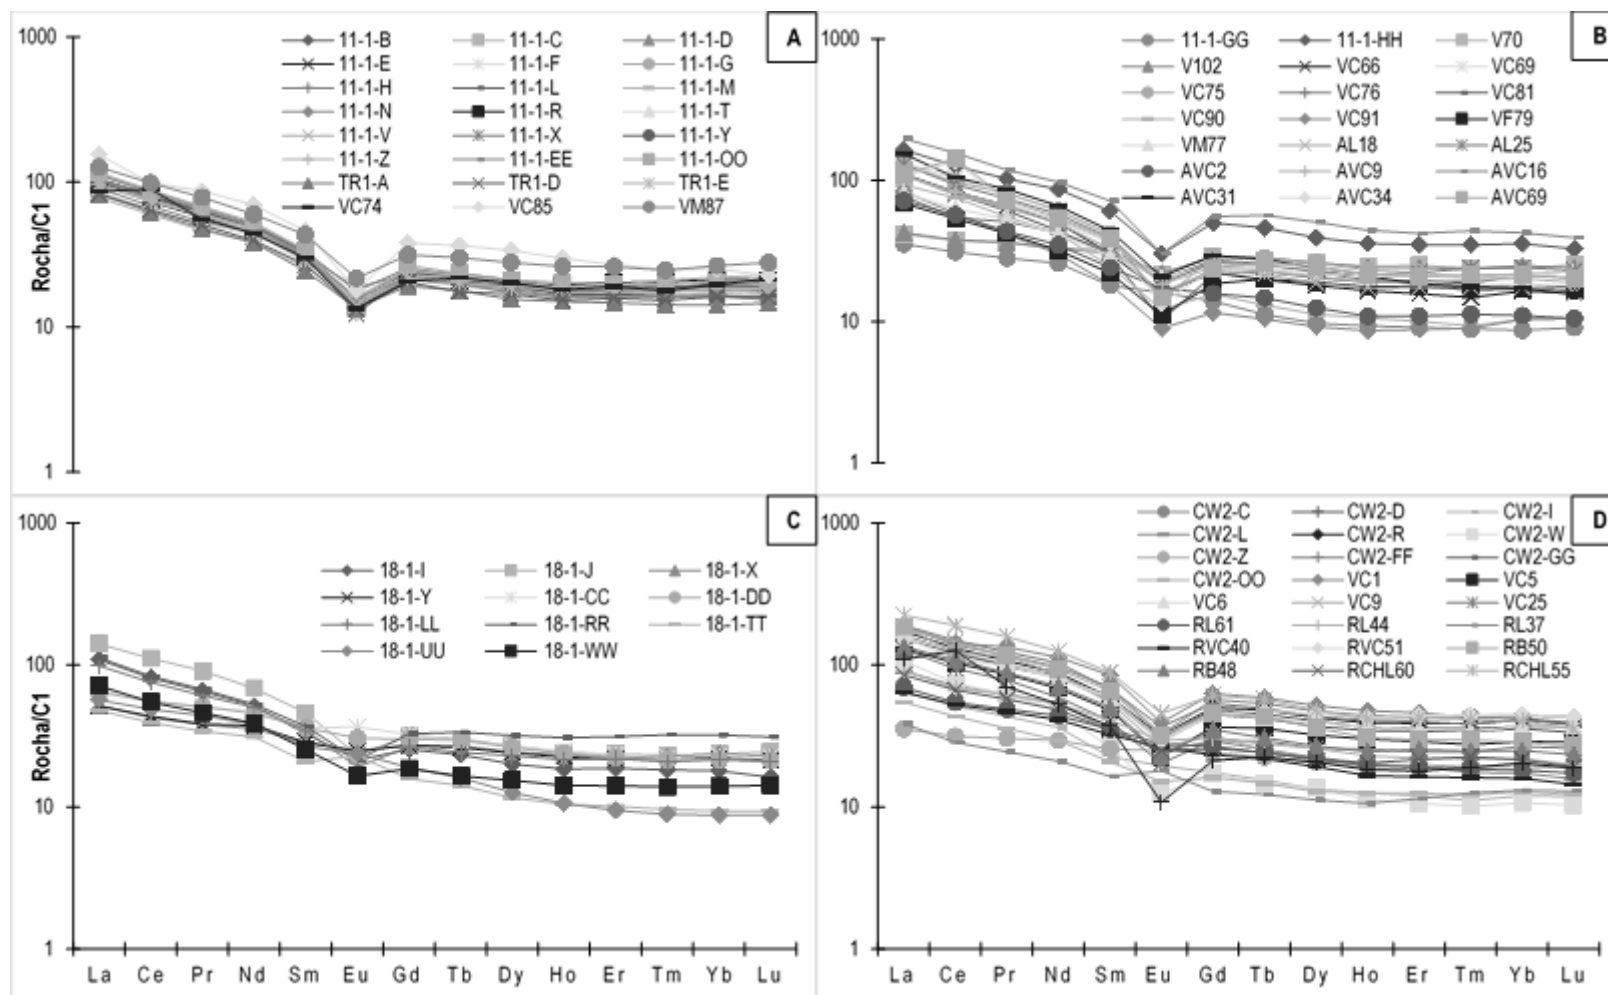 1000
100
10
1
Rocha/C1
A
11-1-B 11-1-C 11-1-D
11-1-E 11-1-F 11-1-G
11-1-H 11-1-L 11-1-M
11-1-N 11-1-R 11-1-T
11-1-V 11-1-X 11-1-Y
11-1-Z 11-1-EE 11-1-OO
TR1-A TR1-D TR1-E
VC74 VC85 VM87
1000
100
10
1
B
11-1-GG 11-1-HH V70
V102 VC66 VC69
VC75 VC76 VC81
VC90 VC91 VF79
VM77 AL18 AL25
AVC2 AVC9 AVC16
AVC31 AVC34 AVC69
1000
100
10
1
Rocha/C1
C
18-1-I 18-1-J 18-1-X
18-1-Y 18-1-CC 18-1-DD
18-1-LL 18-1-RR 18-1-TT
18-1-UU 18-1-WW
La Ce Pr Nd Sm Eu Gd Tb Dy Ho Er Tm Yb Lu
1000
100
10
1
D
CW2-C CW2-D CW2-I
CW2-L CW2-R CW2-W
CW2-Z CW2-FF CW2-GG
CW2-OO VC1 VC5
VC6 VC9 VC25
RL61 RL44 RL37
RVC40 RVC51 RB50
RB48 RCHL60 RCHL55
La Ce Pr Nd Sm Eu Gd Tb Dy Ho Er Tm Yb Lu